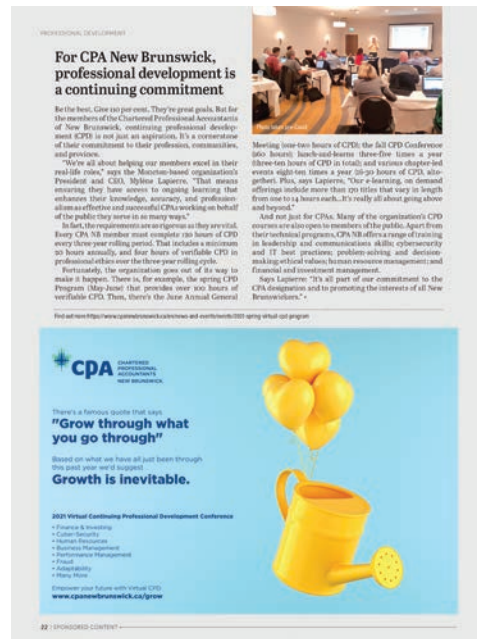 PROFESSIONAL DEVELOPMENT
For CPA New Brunswick,
professional development is
a continuing commitment
Be the best. Give 110 per cent. They're great goals. But for
the members of the Chartered Professional Accountants
of New Brunswick, continuing professional develop-
ment (CPD) is not just an aspiration. It's a cornerstone
of their commitment to their profession, communities,
and province.
"We're all about helping our members excel in their
real-life roles," says the Moncton-based organization's
President and CEO, Mylène Lapierre. "That means
ensuring they have access to ongoing learning that
enhances their knowledge, accuracy, and profession-
alism as effective and successful CPAs working on behalf
of the public they serve in so many ways."
In fact, the requirements are as rigorous as they are vital.
Every CPA NB member must complete 120 hours of CPD
every three-year rolling period. That includes a minimum
20 hours annually, and four hours of verifiable CPD in
professional ethics over the three-year rolling cycle.
Fortunately, the organization goes out of its way to
make it happen. There is, for example, the spring CPD
Program (May-June) that provides over 100 hours of
verifiable CPD. Then, there's the June Annual General
Meeting (one-two hours of CPD); the fall CPD Conference
(160 hours); lunch-and-learns three-five times a year
(three-ten hours of CPD in total); and various chapter-led
events eight-ten times a year (16-30 hours of CPD, alto-
gether). Plus, says Lapierre, "Our e-learning, on demand
offerings include more than 170 titles that vary in length
from one to 14 hours each...It's really all about going above
and beyond."
And not just for CPAs. Many of the organization's CPD
courses are also open to members of the public. Apart from
their technical programs, CPA NB offers a range of training
in leadership and communications skills; cybersecurity
and IT best practices; problem-solving and decision-
making; ethical values; human resource management; and
financial and investment management.
Says Lapierre: "It's all part of our commitment to the
CPA designation and to promoting the interests of all New
Brunswickers." •
Find out more https://www.cpanewbrunswick.ca/en/news-and-events/events/2021-spring-virtual-cpd-program
CPA
CHARTERED
PROFESSIONAL
ACCOUNTANTS
NEW BRUNSWICK
There's a famous quote that says
"Grow through what
you go through"
Based on what we have all just been through
this past year we'd suggest
Growth is inevitable.
2021 Virtual Continuing Professional Development Conference
• Finance & Investing
• Cyber-Security
• Human Resources
• Business Management
• Performance Management
• Fraud
• Adaptability
• Many More
Empower your future with Virtual CPD
www.cpanewbrunswick.ca/grow
22 | SPONSORED CONTENT